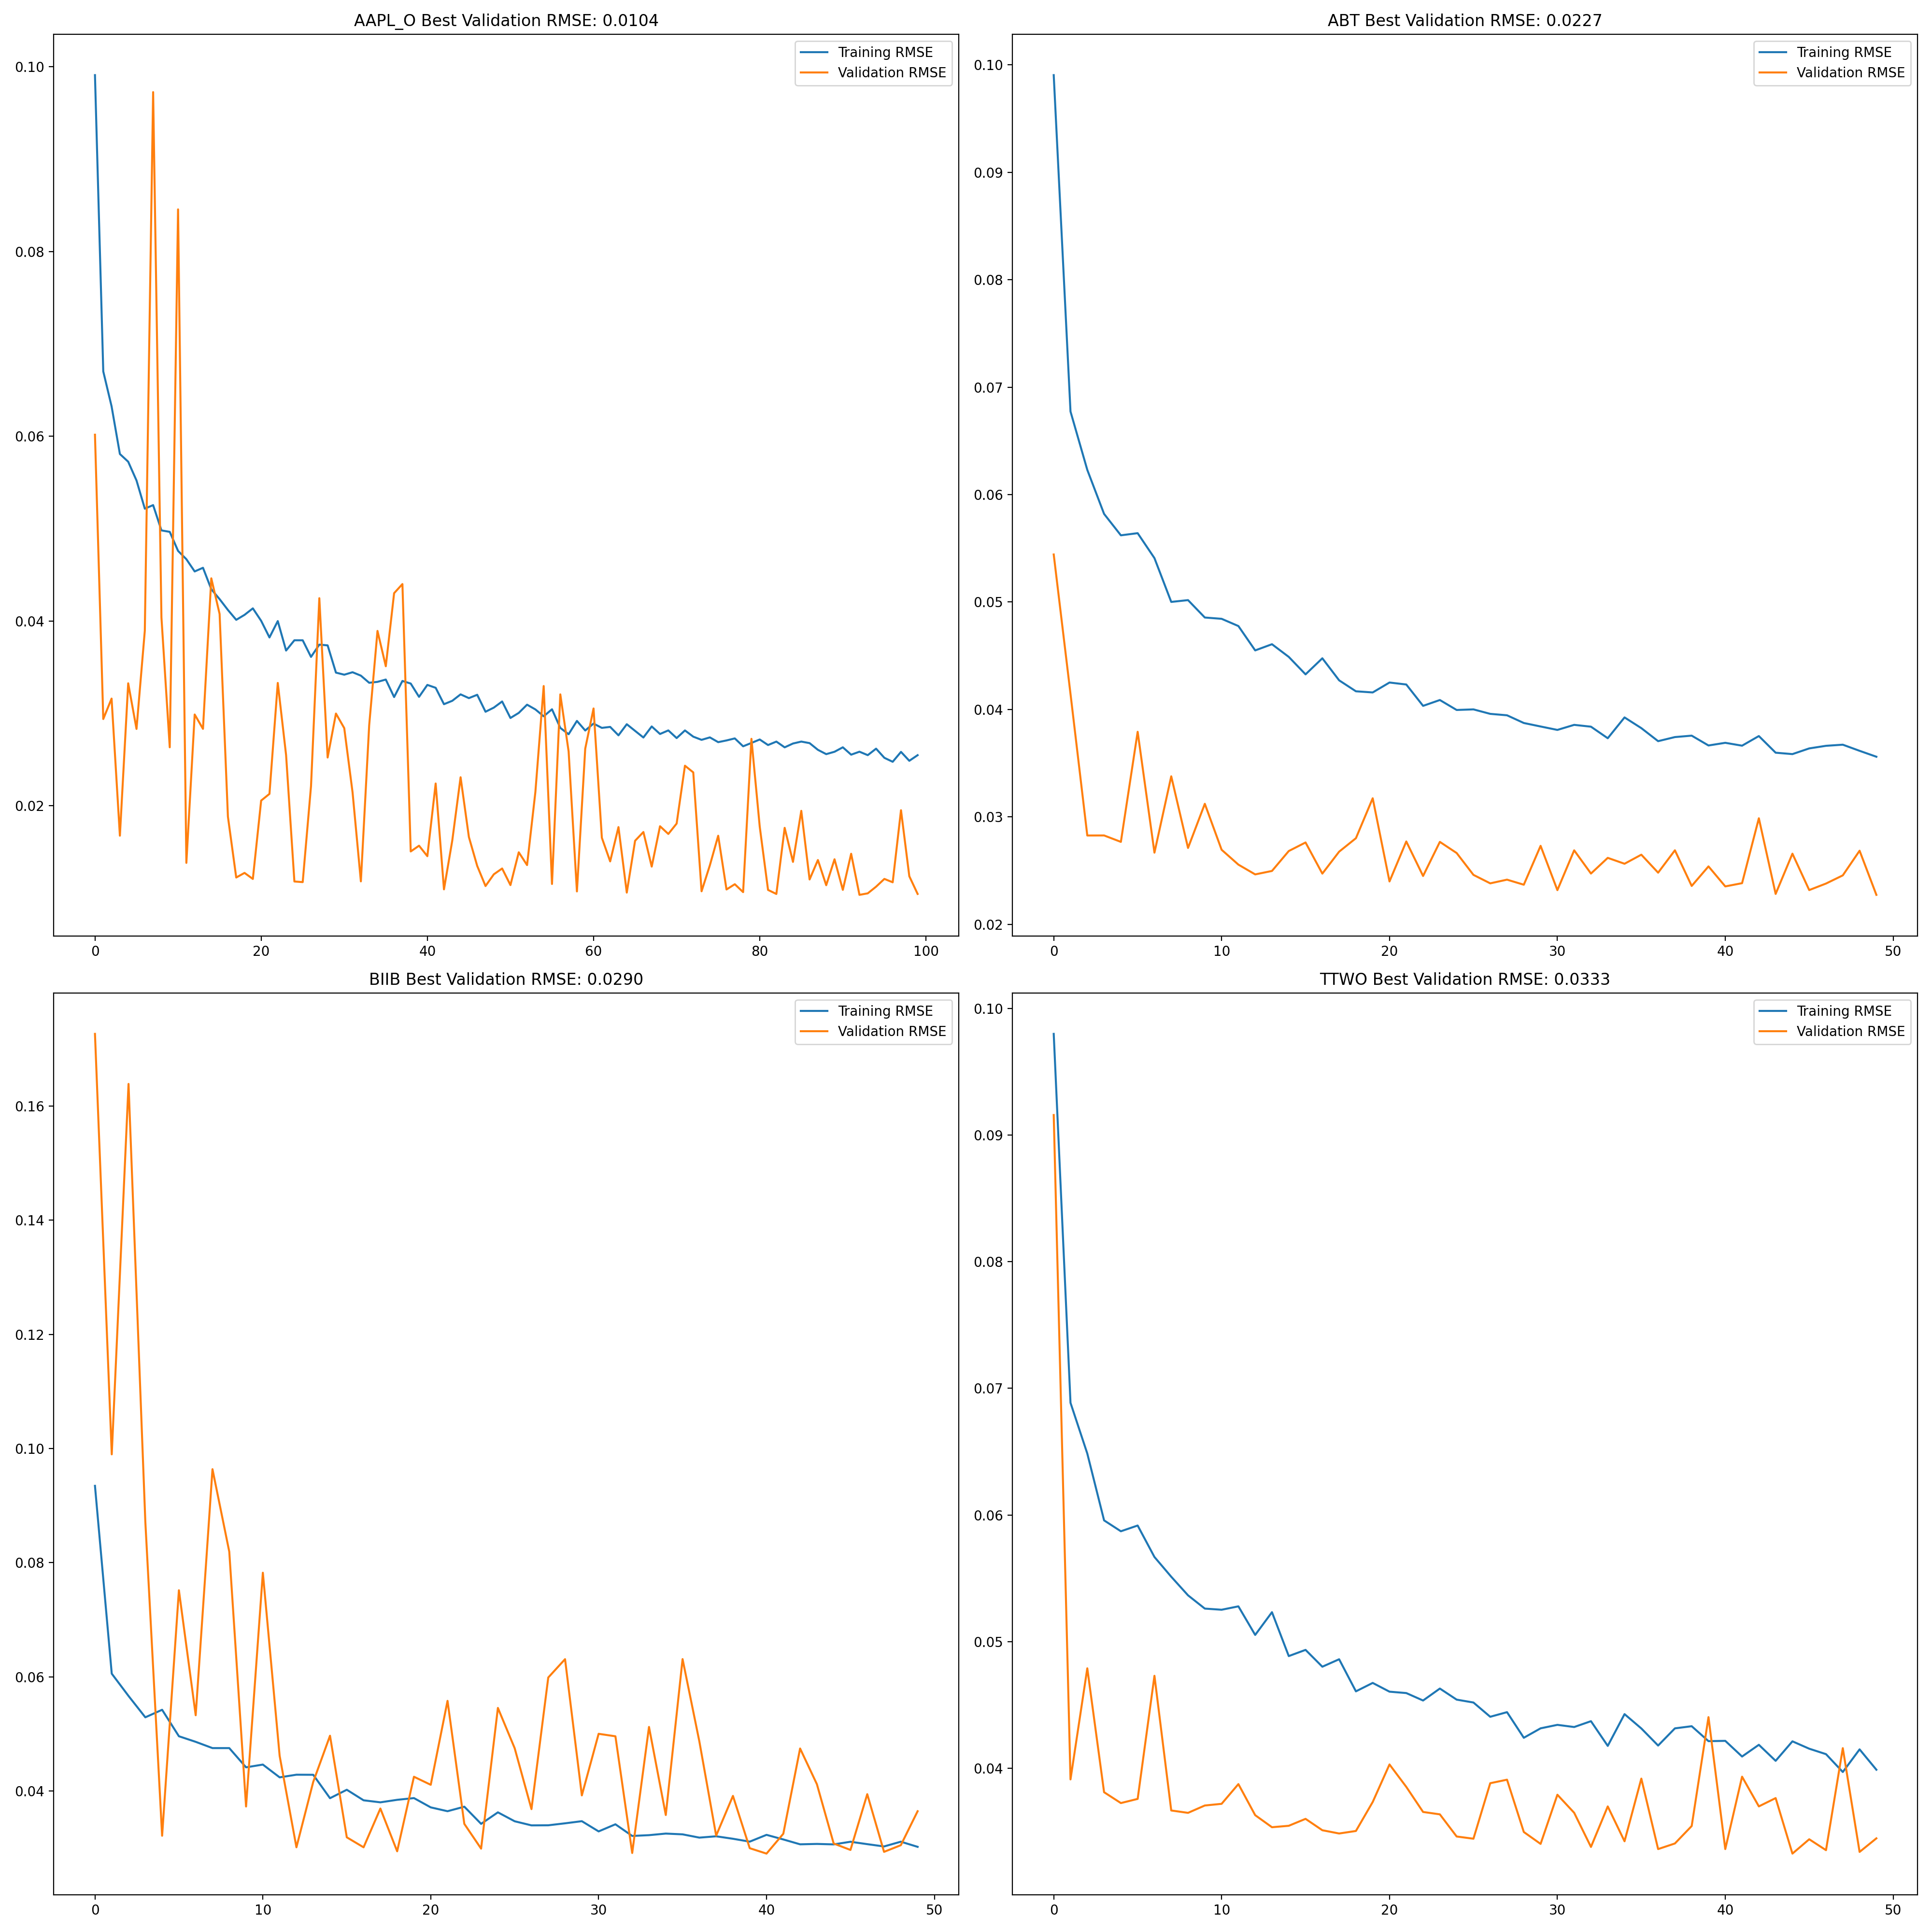 AAPL_O Best Validation RMSE: 0.0104
Training RMSE
Validation RMSE
0.10
0.08
0.06
0.04
0.02
0 20 40 60 80 100
ABT Best Validation RMSE: 0.0227
Training RMSE
Validation RMSE
0.10
0.09
0.08
0.07
0.06
0.05
0.04
0.03
0.02
0 10 20 30 40 50
BIIB Best Validation RMSE: 0.0290
Training RMSE
Validation RMSE
0.16
0.14
0.12
0.10
0.08
0.06
0.04
0 10 20 30 40 50
TTWO Best Validation RMSE: 0.0333
Training RMSE
Validation RMSE
0.10
0.09
0.08
0.07
0.06
0.05
0.04
0 10 20 30 40 50